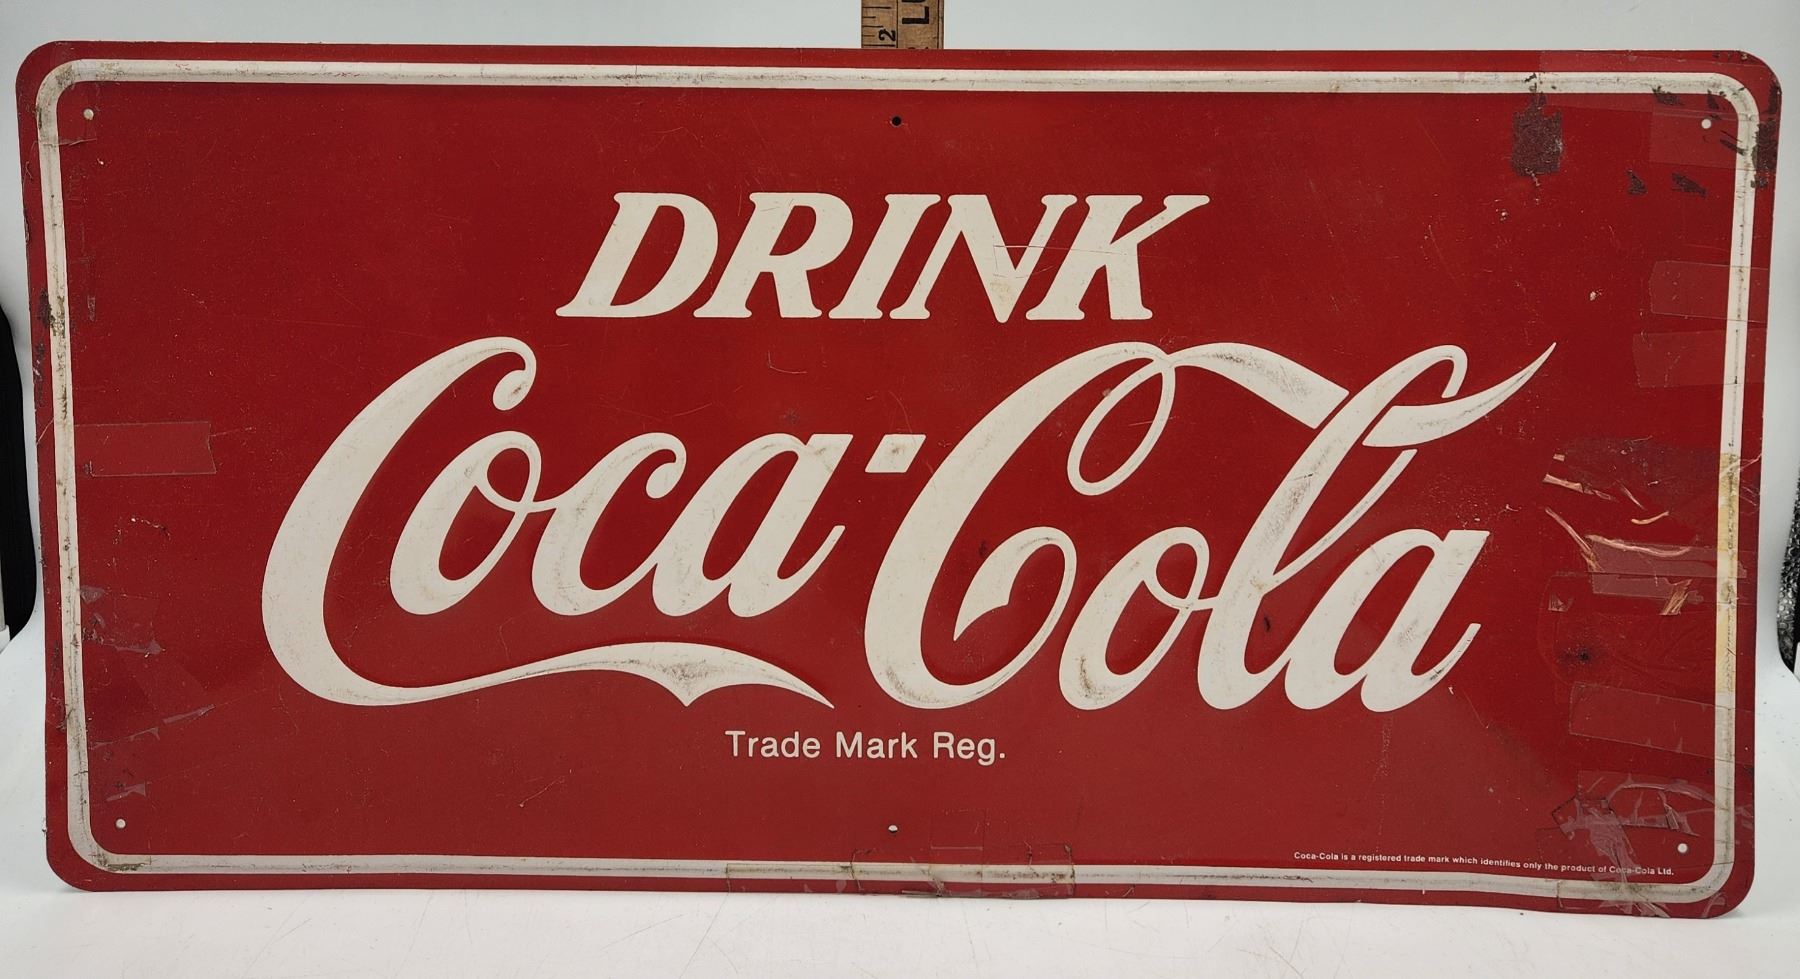 2
DRINK
Coca-Cola
Trade Mark Reg.
Coca-Cola is a registered trade mark which identifies only the product of Coca-Cola Ltd.